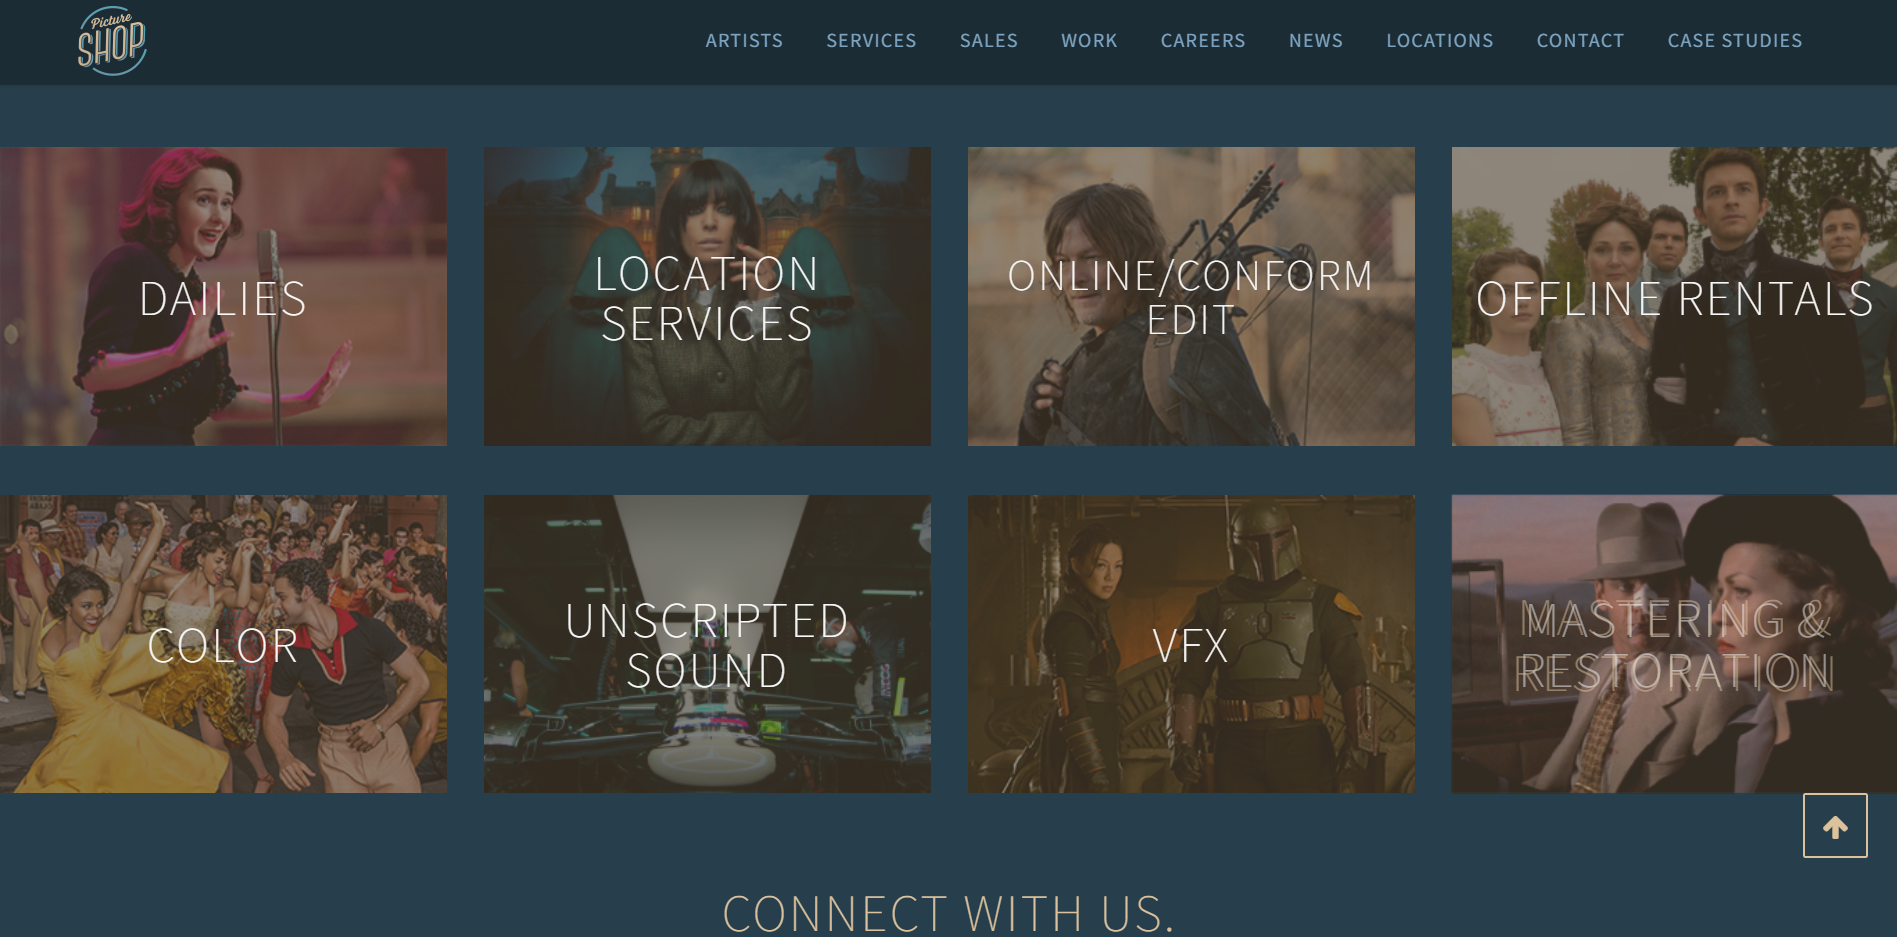 Picture
SHOP
ARTISTS SERVICES SALES WORK CAREERS NEWS LOCATIONS CONTACT CASE STUDIES
DAILIES
LOCATION
SERVICES
ONLINE/CONFORM
EDIT
OFFLINE RENTALS
COLOR
UNSCRIPTED
SOUND
VFX
MASTERING &
RESTORATION
CONNECT WITH US.